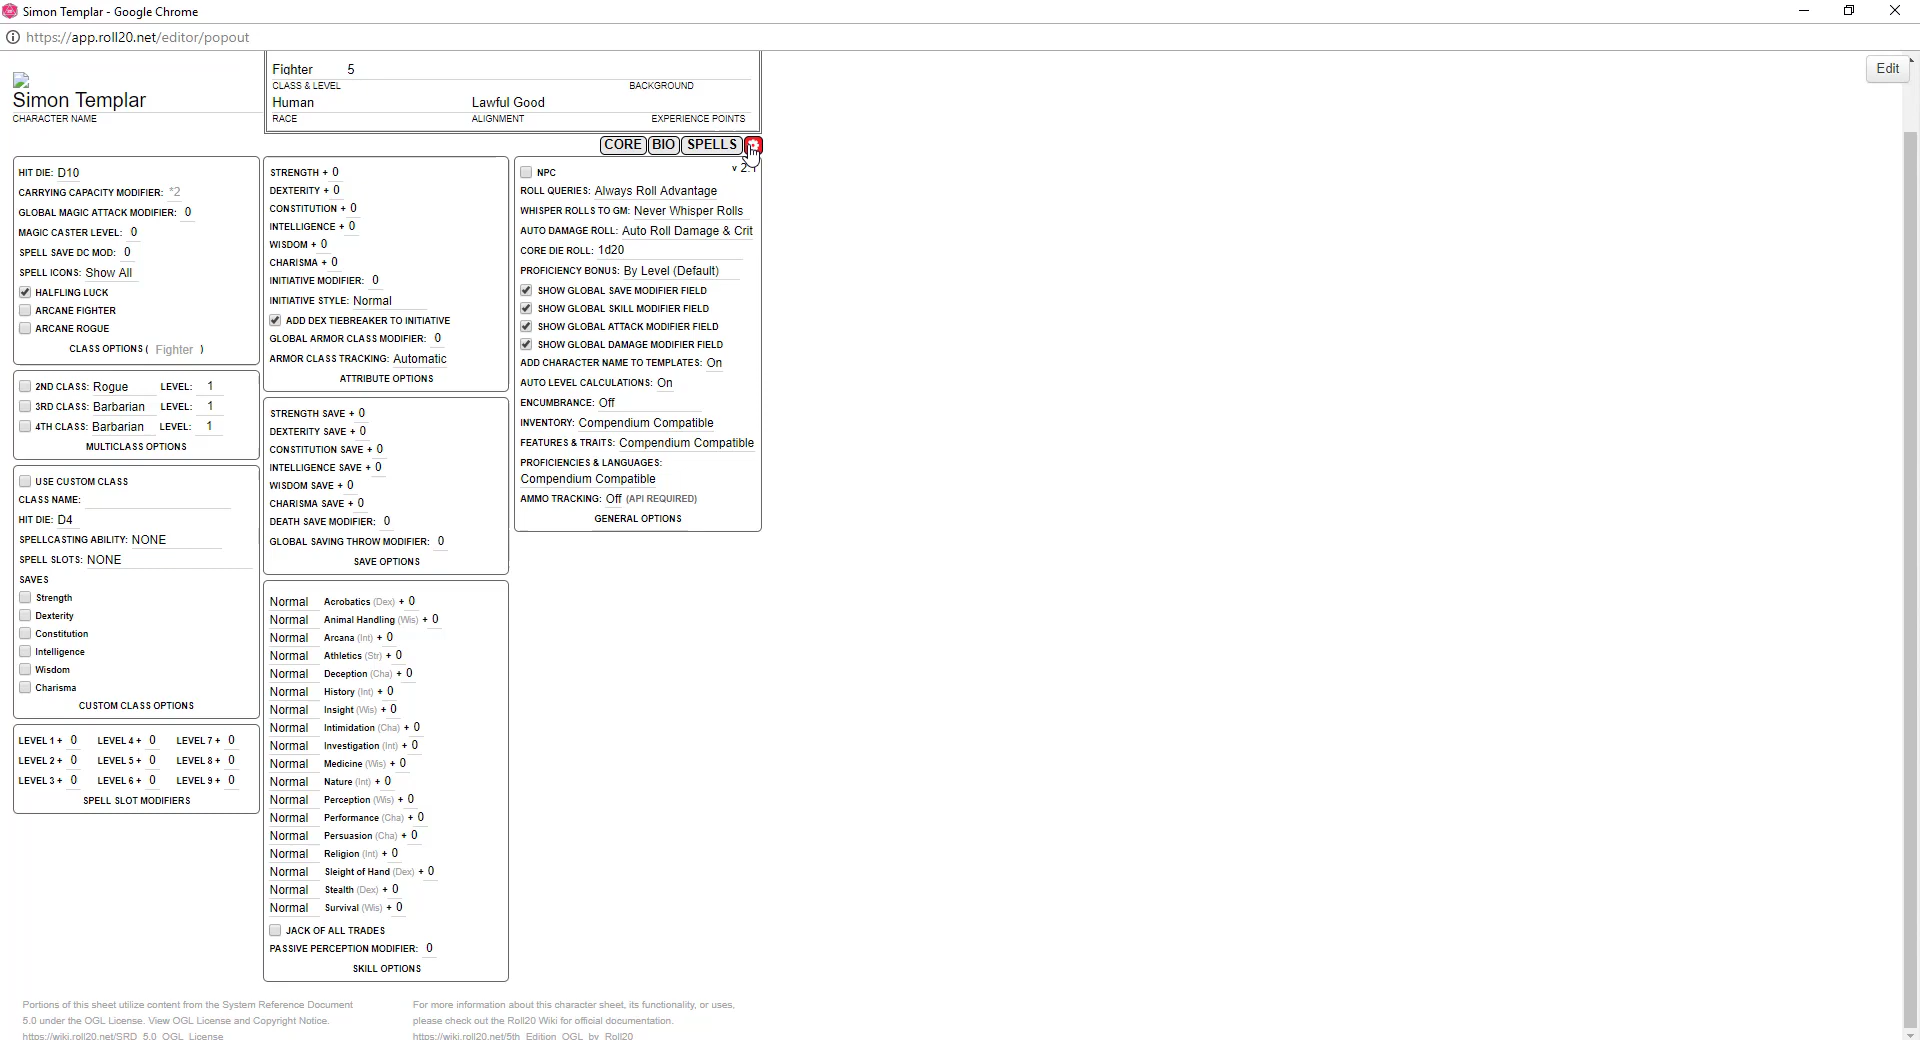 Simon Templar - Google Chrome
https://app.roll20.net/editor/popout
Edit
Fighter 5
CLASS & LEVEL BACKGROUND
Simon Templar
CHARACTER NAME
Human Lawful Good
RACE ALIGNMENT EXPERIENCE POINTS
CORE BIO SPELLS
HIT DIE: D10
CARRYING CAPACITY MODIFIER: *2
GLOBAL MAGIC ATTACK MODIFIER: 0
MAGIC CASTER LEVEL: 0
SPELL SAVE DC MOD: 0
SPELL ICONS: Show All
HALFLING LUCK
ARCANE FIGHTER
ARCANE ROGUE
CLASS OPTIONS ( Fighter )
2ND CLASS: Rogue LEVEL: 1
3RD CLASS: Barbarian LEVEL: 1
4TH CLASS: Barbarian LEVEL: 1
MULTICLASS OPTIONS
USE CUSTOM CLASS
CLASS NAME:
HIT DIE: D4
SPELLCASTING ABILITY: NONE
SPELL SLOTS: NONE
SAVES
Strength
Dexterity
Constitution
Intelligence
Wisdom
Charisma
CUSTOM CLASS OPTIONS
LEVEL 1 + 0 LEVEL 4 + 0 LEVEL 7 + 0
LEVEL 2 + 0 LEVEL 5 + 0 LEVEL 8 + 0
LEVEL 3 + 0 LEVEL 6 + 0 LEVEL 9 + 0
SPELL SLOT MODIFIERS
STRENGTH + 0
DEXTERITY + 0
CONSTITUTION + 0
INTELLIGENCE + 0
WISDOM + 0
CHARISMA + 0
INITIATIVE MODIFIER: 0
INITIATIVE STYLE: Normal
ADD DEX TIEBREAKER TO INITIATIVE
GLOBAL ARMOR CLASS MODIFIER: 0
ARMOR CLASS TRACKING: Automatic
ATTRIBUTE OPTIONS
STRENGTH SAVE + 0
DEXTERITY SAVE + 0
CONSTITUTION SAVE + 0
INTELLIGENCE SAVE + 0
WISDOM SAVE + 0
CHARISMA SAVE + 0
DEATH SAVE MODIFIER: 0
GLOBAL SAVING THROW MODIFIER: 0
SAVE OPTIONS
Normal Acrobatics (Dex) + 0
Normal Animal Handling (Wis) + 0
Normal Arcana (Int) + 0
Normal Athletics (Str) + 0
Normal Deception (Cha) + 0
Normal History (Int) + 0
Normal Insight (Wis) + 0
Normal Intimidation (Cha) + 0
Normal Investigation (Int) + 0
Normal Medicine (Wis) + 0
Normal Nature (Int) + 0
Normal Perception (Wis) + 0
Normal Performance (Cha) + 0
Normal Persuasion (Cha) + 0
Normal Religion (Int) + 0
Normal Sleight of Hand (Dex) + 0
Normal Stealth (Dex) + 0
Normal Survival (Wis) + 0
JACK OF ALL TRADES
PASSIVE PERCEPTION MODIFIER: 0
SKILL OPTIONS
NPC v 2.1
ROLL QUERIES: Always Roll Advantage
WHISPER ROLLS TO GM: Never Whisper Rolls
AUTO DAMAGE ROLL: Auto Roll Damage & Crit
CORE DIE ROLL: 1d20
PROFICIENCY BONUS: By Level (Default)
SHOW GLOBAL SAVE MODIFIER FIELD
SHOW GLOBAL SKILL MODIFIER FIELD
SHOW GLOBAL ATTACK MODIFIER FIELD
SHOW GLOBAL DAMAGE MODIFIER FIELD
ADD CHARACTER NAME TO TEMPLATES: On
AUTO LEVEL CALCULATIONS: On
ENCUMBRANCE: Off
INVENTORY: Compendium Compatible
FEATURES & TRAITS: Compendium Compatible
PROFICIENCIES & LANGUAGES:
Compendium Compatible
AMMO TRACKING: Off (API REQUIRED)
GENERAL OPTIONS
Portions of this sheet utilize content from the System Reference Document
5.0 under the OGL License. View OGL License and Copyright Notice.
https://wiki.roll20.net/SRD_5.0_OGL_License
For more information about this character sheet, its functionality, or uses,
please check out the Roll20 Wiki for official documentation.
https://wiki.roll20.net/5th_Edition_OGL_by_Roll20